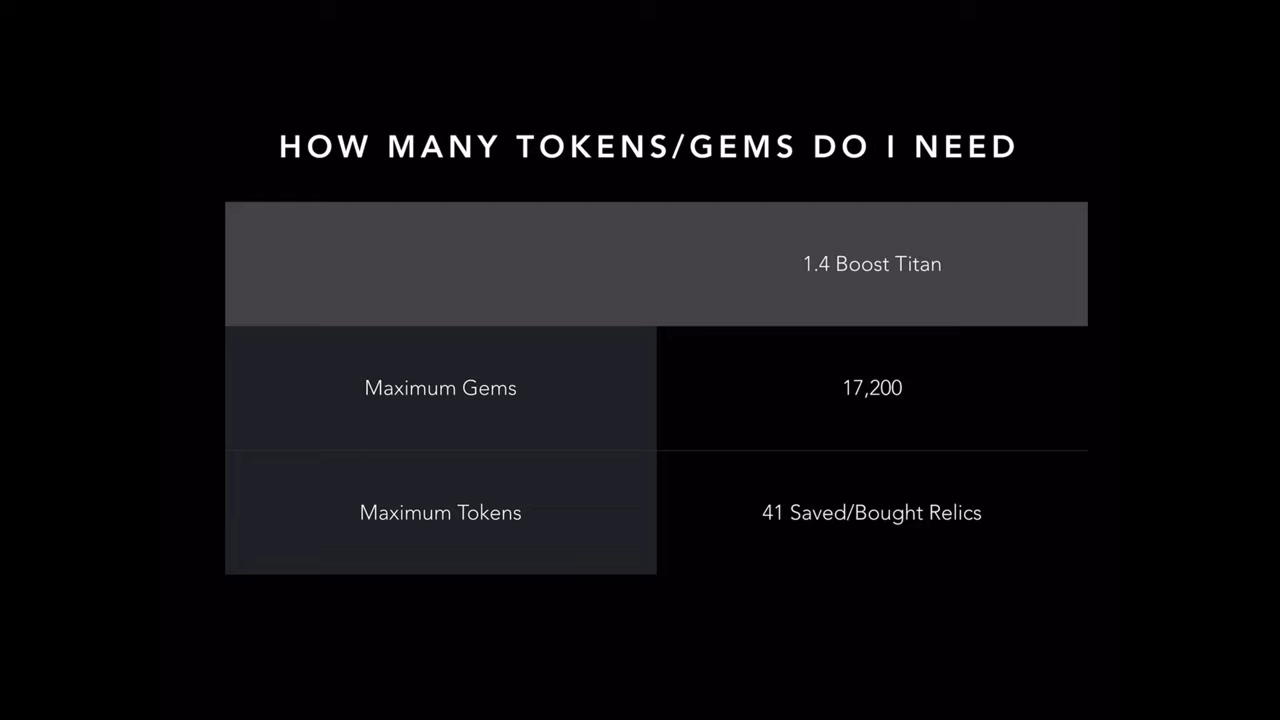 HOW MANY TOKENS/GEMS DO I NEED
1.4 Boost Titan
Maximum Gems 17,200
Maximum Tokens 41 Saved/Bought Relics